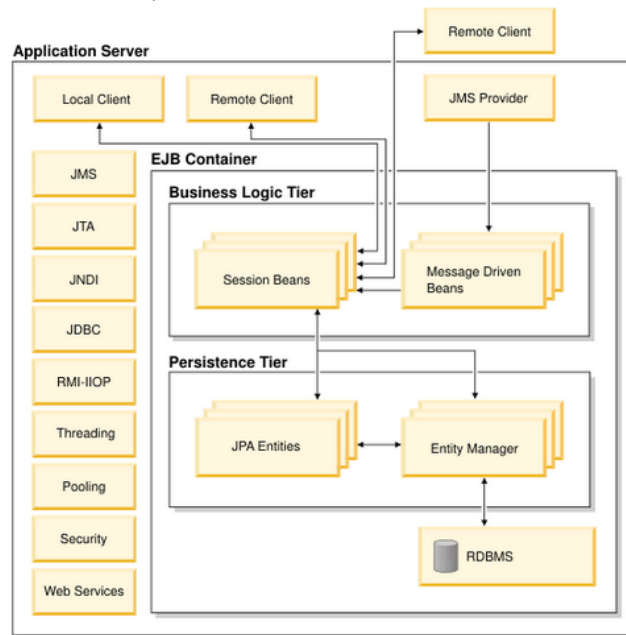 Remote Client
Application Server
Local Client
Remote Client
JMS Provider
JMS
JTA
JNDI
JDBC
RMI-IIOP
Threading
Pooling
Security
Web Services
EJB Container
Business Logic Tier
Session Beans
Message Driven
Beans
Persistence Tier
JPA Entities
Entity Manager
RDBMS